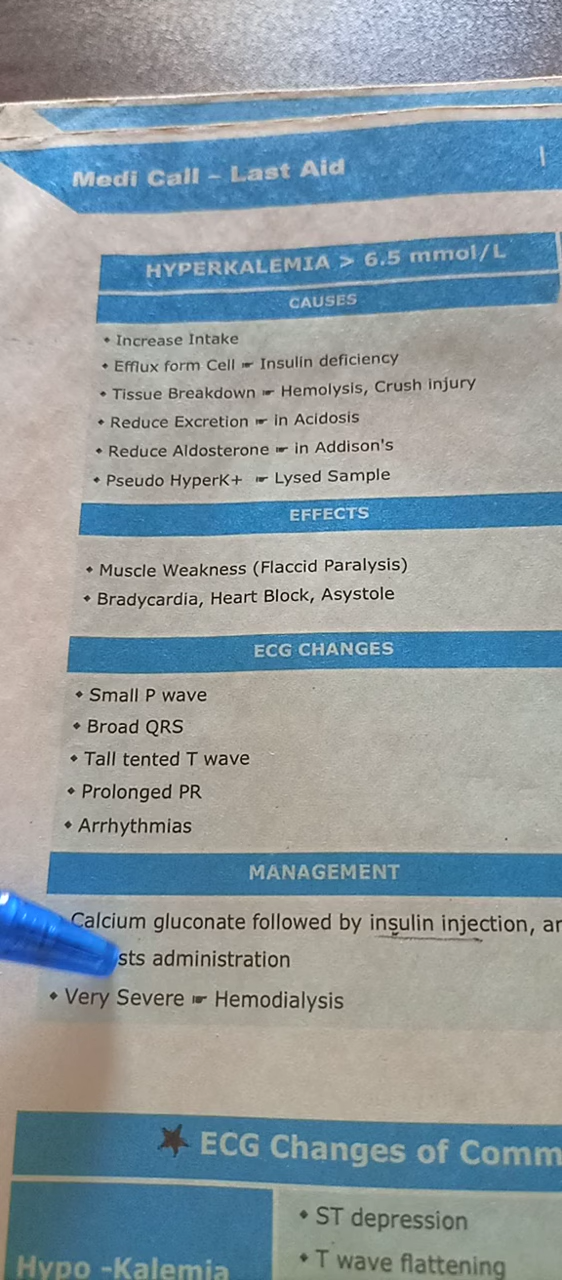 Medi Call – Last Aid
HYPERKALEMIA > 6.5 mmol/L
CAUSES
• Increase Intake
• Efflux form Cell ☛ Insulin deficiency
• Tissue Breakdown ☛ Hemolysis, Crush injury
• Reduce Excretion ☛ in Acidosis
• Reduce Aldosterone ☛ in Addison's
• Pseudo HyperK+ ☛ Lysed Sample
EFFECTS
• Muscle Weakness (Flaccid Paralysis)
• Bradycardia, Heart Block, Asystole
ECG CHANGES
• Small P wave
• Broad QRS
• Tall tented T wave
• Prolonged PR
• Arrhythmias
MANAGEMENT
Calcium gluconate followed by insulin injection,
administration
• Very Severe ☛ Hemodialysis
★ ECG Changes of
• ST depression
• T wave flattening
Hypo -Kalemia